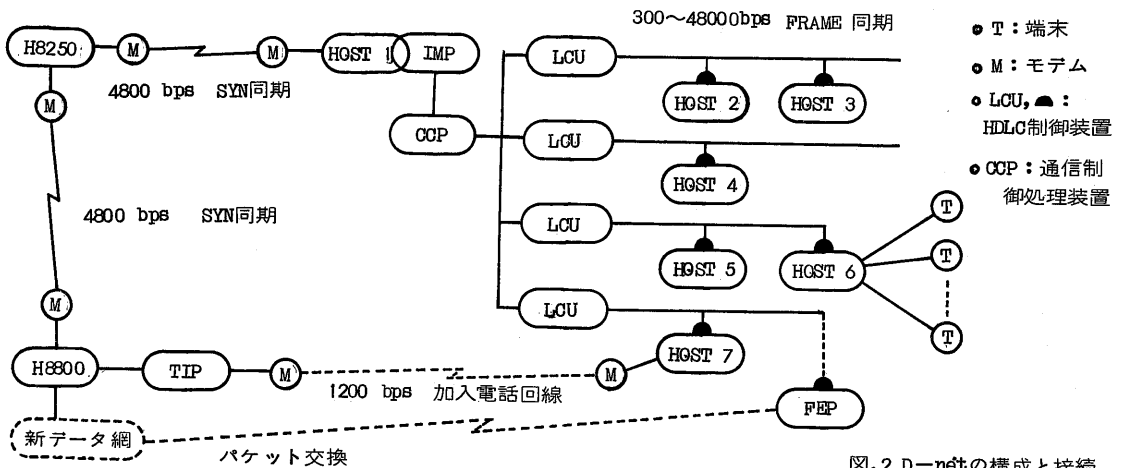 300～48000bps FRAME 同期
H8250
M
M
HOST 1
IMP
LCU
HOST 2
HOST 3
4800 bps SYN同期
M
CCP
LCU
HOST 4
4800 bps SYN同期
LCU
HOST 5
HOST 6
T
T
T
M
LCU
HOST 7
H8800
TIP
M
M
1200 bps 加入電話回線
FEP
新データ網
パケット交換
T：端末
M：モデム
LCU, ：
HDLC制御装置
CCP：通信制
御処理装置
図.2 D-netの構成と接続